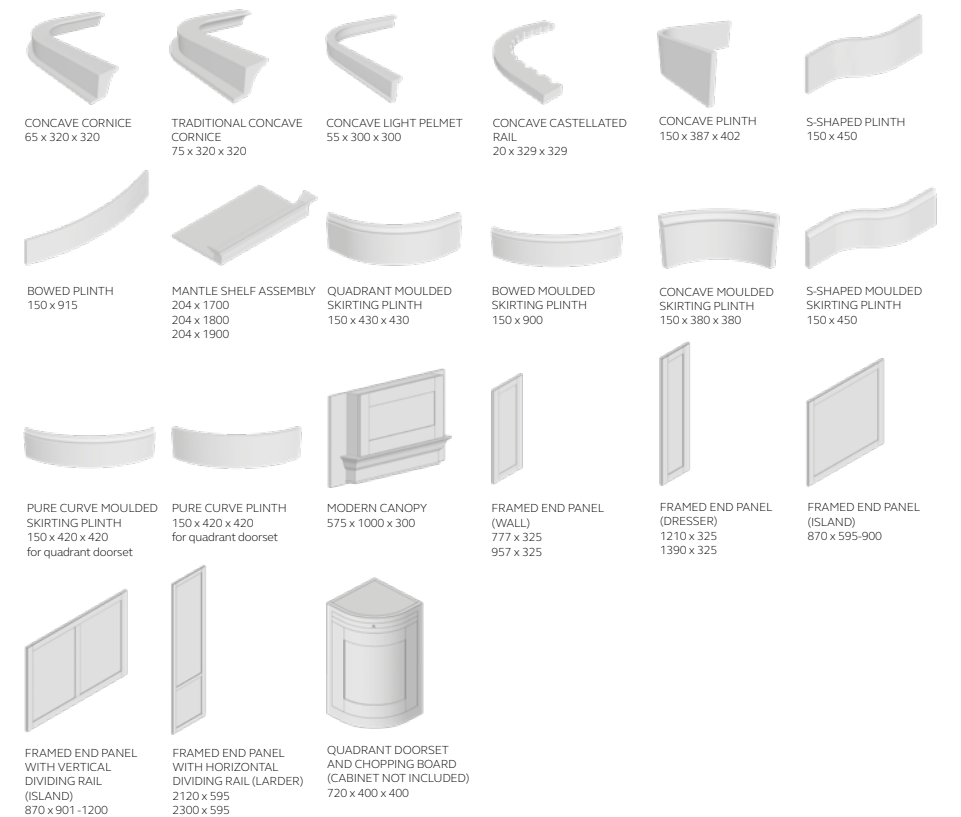 CONCAVE CORNICE
65 x 320 x 320
TRADITIONAL CONCAVE
CORNICE
75 x 320 x 320
CONCAVE LIGHT PELMET
55 x 300 x 300
CONCAVE CASTELLATED
RAIL
20 x 329 x 329
CONCAVE PLINTH
150 x 387 x 402
S-SHAPED PLINTH
150 x 450
BOWED PLINTH
150 x 915
MANTLE SHELF ASSEMBLY
204 x 1700
204 x 1800
204 x 1900
QUADRANT MOULDED
SKIRTING PLINTH
150 x 430 x 430
BOWED MOULDED
SKIRTING PLINTH
150 x 900
CONCAVE MOULDED
SKIRTING PLINTH
150 x 380 x 380
S-SHAPED MOULDED
SKIRTING PLINTH
150 x 450
PURE CURVE MOULDED
SKIRTING PLINTH
150 x 420 x 420
for quadrant doorset
PURE CURVE PLINTH
150 x 420 x 420
for quadrant doorset
MODERN CANOPY
575 x 1000 x 300
FRAMED END PANEL
(WALL)
777 x 325
957 x 325
FRAMED END PANEL
(DRESSER)
1210 x 325
1390 x 325
FRAMED END PANEL
(ISLAND)
870 x 595-900
FRAMED END PANEL
WITH VERTICAL
DIVIDING RAIL
(ISLAND)
870 x 901-1200
FRAMED END PANEL
WITH HORIZONTAL
DIVIDING RAIL (LARDER)
2120 x 595
2300 x 595
QUADRANT DOORSET
AND CHOPPING BOARD
(CABINET NOT INCLUDED)
720 x 400 x 400